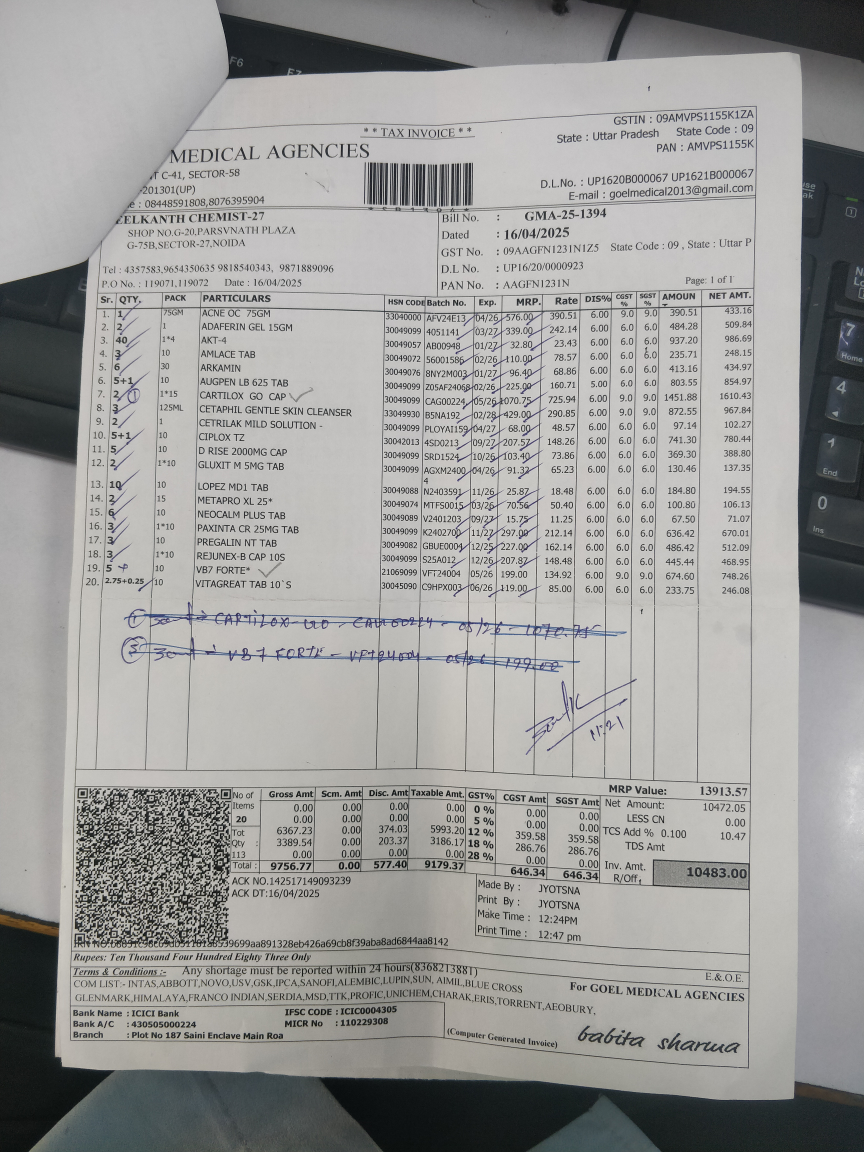 ** TAX INVOICE **
GSTIN : 09AMVPS1155K1ZA
State : Uttar Pradesh State Code : 09
PAN : AMVPS1155K
MEDICAL AGENCIES
C-41, SECTOR-58
-201301(UP)
: 08448591808,8076395904
D.L.No. : UP1620B000067 UP1621B000067
E-mail : goelmedical2013@gmail.com
EELKANTH CHEMIST-27
SHOP NO.G-20,PARSVNATH PLAZA
G-75B,SECTOR-27,NOIDA
Tel : 4357583,9654350635 9818540343, 9871889096
P.O No. : 119071,119072 Date : 16/04/2025
Bill No. : GMA-25-1394
Dated : 16/04/2025
GST No. : 09AAGFN1231N1Z5 State Code : 09 , State : Uttar P
D.L No. : UP16/20/0000923
PAN No. : AAGFN1231N Page: 1 of 1
Sr. QTY. PACK PARTICULARS HSN CODE Batch No. Exp. MRP. Rate DIS% CGST % SGST % AMOUN NET AMT.
1. 1 75GM ACNE OC 75GM 33040000 AFV24E13 04/26 576.00 390.51 6.00 9.0 9.0 390.51 433.16
2. 2 1 ADAFERIN GEL 15GM 30049099 4051141 03/27 339.00 242.14 6.00 6.0 6.0 484.28 509.84
3. 40 1*4 AKT-4 30049057 AB00948 01/27 32.80 23.43 6.00 6.0 6.0 937.20 986.69
4. 3 10 AMLACE TAB 30049072 56001586 02/26 110.00 78.57 6.00 6.0 6.0 235.71 248.15
5. 6 30 ARKAMIN 30049076 8NY2M003 01/27 96.40 68.86 6.00 6.0 6.0 413.16 434.97
6. 5+1 10 AUGPEN LB 625 TAB 30049099 Z05AF24068 02/26 225.00 160.71 5.00 6.0 6.0 803.55 854.97
7. 2 1 1*15 CARTILOX GO CAP 30049099 CAG00224 05/26 1070.75 725.94 6.00 9.0 9.0 1451.88 1610.43
8. 3 125ML CETAPHIL GENTLE SKIN CLEANSER 33049930 BSNA192 02/28 429.00 290.85 6.00 9.0 9.0 872.55 967.84
9. 2 1 CETRILAK MILD SOLUTION - 30049099 PLOYAI159 04/27 68.00 48.57 6.00 6.0 6.0 97.14 102.27
10. 5+1 10 CIPLOX TZ 30042013 4SD0213 09/27 207.57 148.26 6.00 6.0 6.0 741.30 780.44
11. 5 10 D RISE 2000MG CAP 30049099 SRD1524 10/26 103.40 73.86 6.00 6.0 6.0 369.30 388.80
12. 2 1*10 GLUXIT M 5MG TAB 30049099 AGXM2400 04/26 91.32 65.23 6.00 6.0 6.0 130.46 137.35
4
13. 10 10 LOPEZ MD1 TAB 30049088 N2403591 11/26 25.87 18.48 6.00 6.0 6.0 184.80 194.55
14. 2 15 METAPRO XL 25* 30049074 MTFS0015 03/26 70.56 50.40 6.00 6.0 6.0 100.80 106.13
15. 6 10 NEOCALM PLUS TAB 30049089 V2401203 09/27 15.75 11.25 6.00 6.0 6.0 67.50 71.07
16. 3 1*10 PAXINTA CR 25MG TAB 30049099 K2402700 11/27 297.00 212.14 6.00 6.0 6.0 636.42 670.01
17. 3 10 PREGALIN NT TAB 30049082 GBUE0004 12/25 227.00 162.14 6.00 6.0 6.0 486.42 512.09
18. 3 1*10 REJUNEX-B CAP 10S 30049099 S25A012 12/26 207.87 148.48 6.00 6.0 6.0 445.44 468.95
19. 5 10 VB7 FORTE* 21069099 VFT24004 05/26 199.00 134.92 6.00 9.0 9.0 674.60 748.26
20. 2.75+0.25 10 VITAGREAT TAB 10`S 30045090 C9HPX003 06/26 119.00 85.00 6.00 6.0 6.0 233.75 246.08
CARTILOX-GO - CAG00224 - 05/26 - 1070.75
VB7 FORTE - VFT24004 - 05/26 - 199.00
11:21
MRP Value: 13913.57
No of Items 20 Tot Qty : 113
Gross Amt Scm. Amt Disc. Amt Taxable Amt. GST% CGST Amt SGST Amt
0.00 0.00 0.00 0.00 0 % 0.00 0.00
0.00 0.00 0.00 0.00 5 % 0.00 0.00
6367.23 0.00 374.03 5993.20 12 % 359.58 359.58
3389.54 0.00 203.37 3186.17 18 % 286.76 286.76
0.00 0.00 0.00 0.00 28 % 0.00 0.00
Total : 9756.77 0.00 577.40 9179.37 646.34 646.34
Net Amount: 10472.05
LESS CN 0.00
TCS Add % 0.100 10.47
TDS Amt
Inv. Amt. R/Off, 10483.00
ACK NO.142517149093239
ACK DT:16/04/2025
Made By : JYOTSNA
Print By : JYOTSNA
Make Time : 12:24PM
Print Time : 12:47 pm
Rupees: Ten Thousand Four Hundred Eighty Three Only
Terms & Conditions :- Any shortage must be reported within 24 hours(8368213881) E.&.O.E.
COM LIST:- INTAS,ABBOTT,NOVO,USV,GSK,IPCA,SANOFI,ALEMBIC,LUPIN,SUN, AIMIL,BLUE CROSS
GLENMARK,HIMALAYA,FRANCO INDIAN,SERDIA,MSD,TTK,PROFIC,UNICHEM,CHARAK,ERIS,TORRENT,AEOBURY,
For GOEL MEDICAL AGENCIES
Bank Name : ICICI Bank IFSC CODE : ICIC0004305
Bank A/C : 430505000224 MICR No : 110229308
Branch : Plot No 187 Saini Enclave Main Roa
(Computer Generated Invoice)
babita sharma